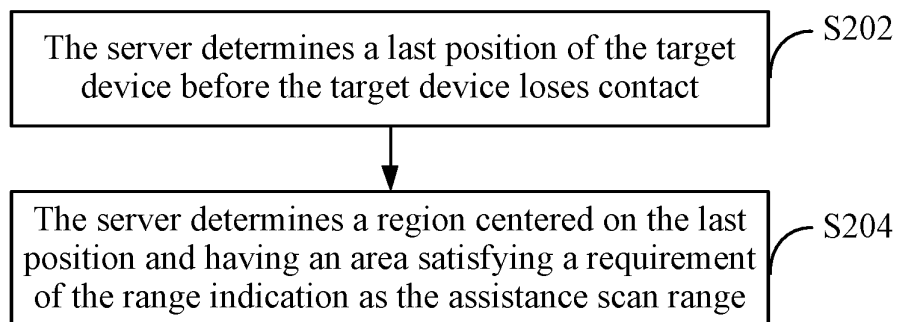 The server determines a last position of the target
device before the target device loses contact
S202
The server determines a region centered on the last
position and having an area satisfying a requirement
of the range indication as the assistance scan range
S204